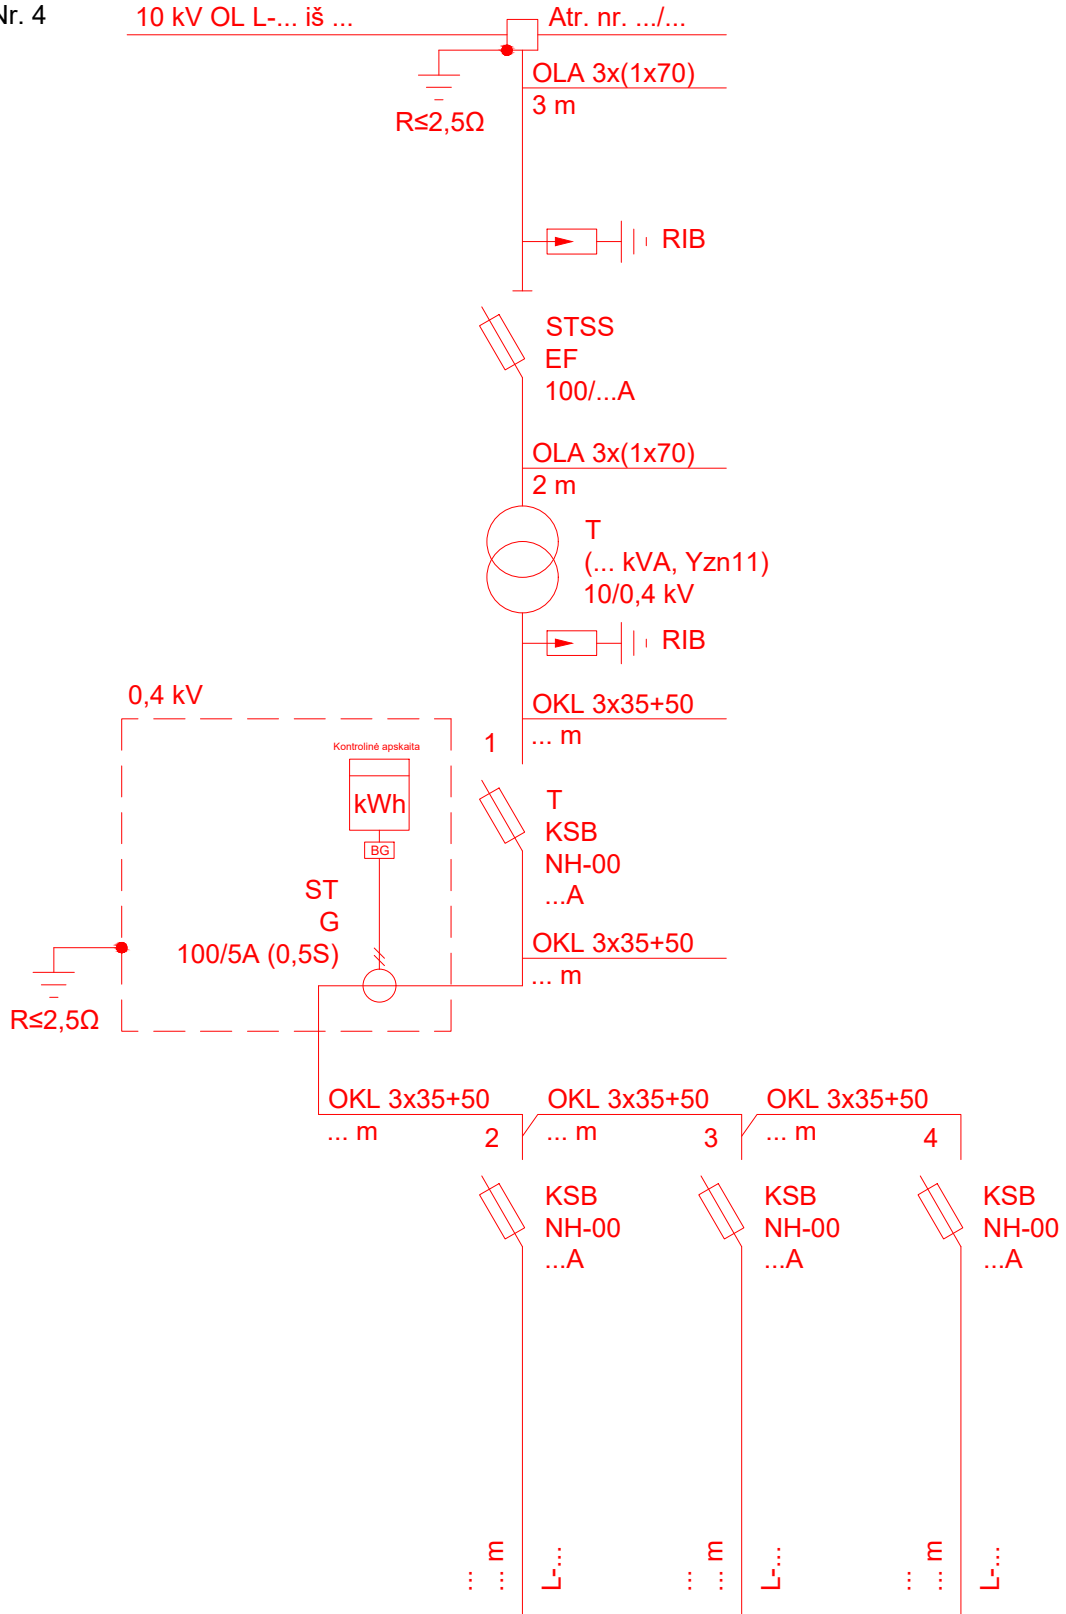 Nr. 4
10 kV OL L-... iš ...
Atr. nr. .../...
OLA 3x(1x70)
3 m
R≤2,5Ω
RIB
STSS
EF
100/...A
OLA 3x(1x70)
2 m
T
(... kVA, Yzn11)
10/0,4 kV
RIB
0,4 kV
OKL 3x35+50
... m
1
Kontrolinė apskaita
kWh
BG
T
KSB
NH-00
...A
ST
G
100/5A (0,5S)
OKL 3x35+50
... m
R≤2,5Ω
OKL 3x35+50
... m
2
OKL 3x35+50
... m
3
OKL 3x35+50
... m
4
KSB
NH-00
...A
KSB
NH-00
...A
KSB
NH-00
...A
...
... m
L-...
...
... m
L-...
...
... m
L-...